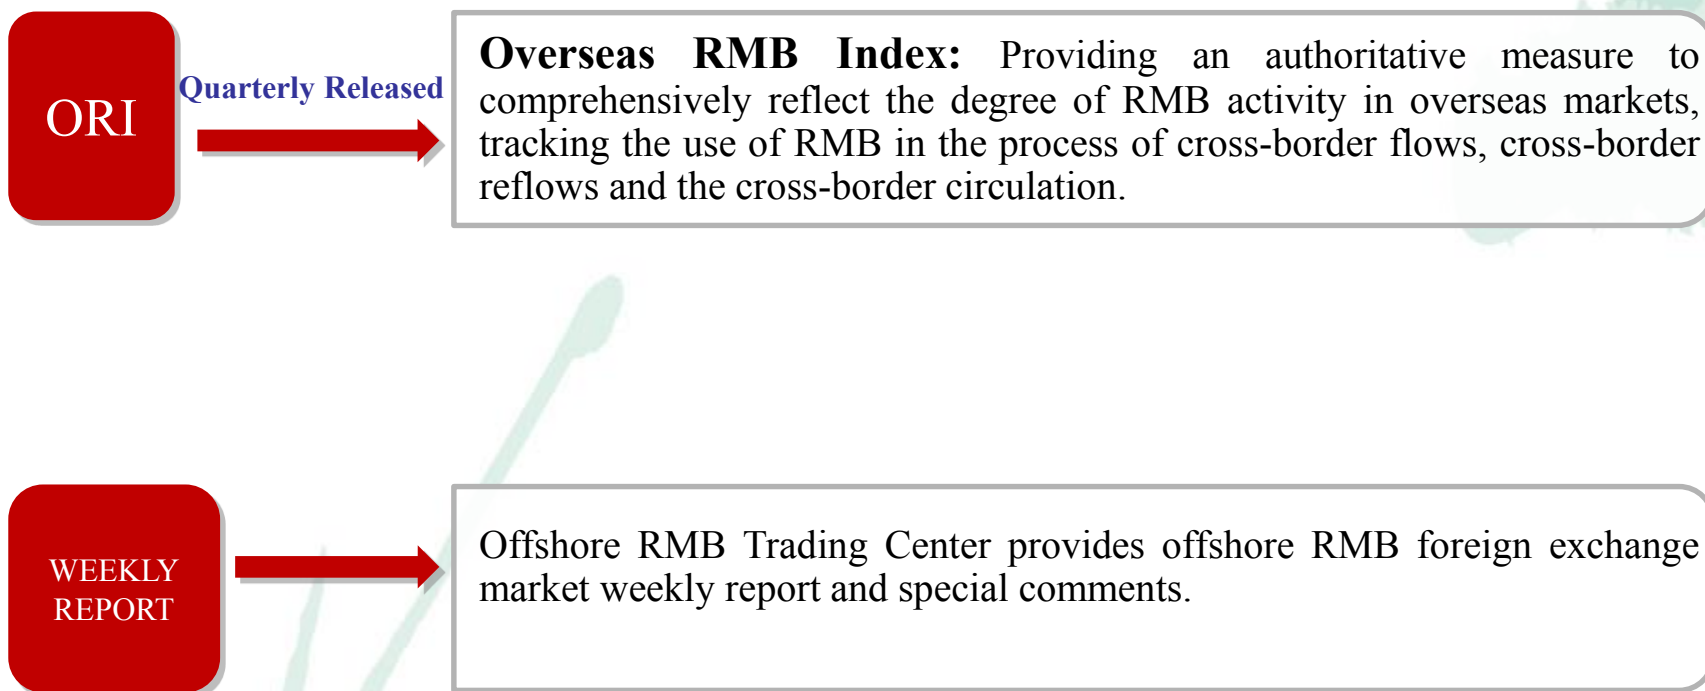 ORI
Quarterly Released
Overseas RMB Index: Providing an authoritative measure to
comprehensively reflect the degree of RMB activity in overseas markets,
tracking the use of RMB in the process of cross-border flows, cross-border
reflows and the cross-border circulation.
WEEKLY
REPORT
Offshore RMB Trading Center provides offshore RMB foreign exchange
market weekly report and special comments.